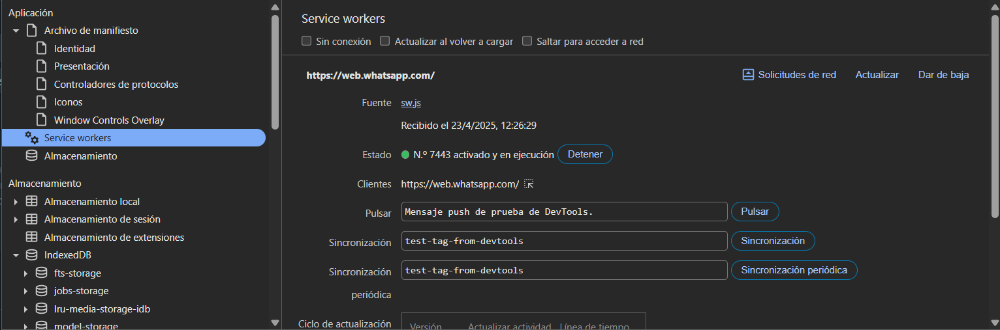 Aplicación
Archivo de manifiesto
Identidad
Presentación
Controladores de protocolos
Iconos
Window Controls Overlay
Service workers
Almacenamiento
Almacenamiento
Almacenamiento local
Almacenamiento de sesión
Almacenamiento de extensiones
IndexedDB
fts-storage
jobs-storage
lru-media-storage-idb
model-storage
Service workers
Sin conexión Actualizar al volver a cargar Saltar para acceder a red
https://web.whatsapp.com/ Solicitudes de red Actualizar Dar de baja
Fuente sw.js
Recibido el 23/4/2025, 12:26:29
Estado N.º 7443 activado y en ejecución Detener
Clientes https://web.whatsapp.com/
Pulsar Mensaje push de prueba de DevTools. Pulsar
Sincronización test-tag-from-devtools Sincronización
Sincronización test-tag-from-devtools Sincronización periódica
periódica
Ciclo de actualización Versión Actualizar actividad Línea de tiempo